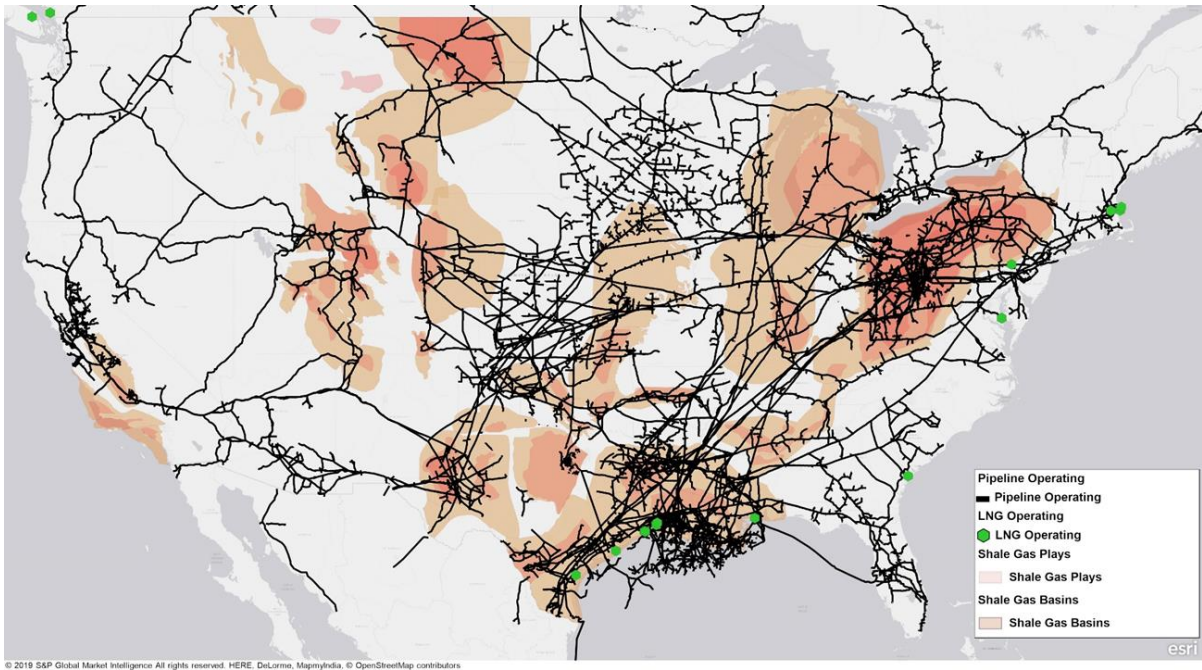 Pipeline Operating
Pipeline Operating
LNG Operating
LNG Operating
Shale Gas Plays
Shale Gas Plays
Shale Gas Basins
Shale Gas Basins
esri
© 2019 S&P Global Market Intelligence All rights reserved. HERE, DeLorme, MapmyIndia, © OpenStreetMap contributors